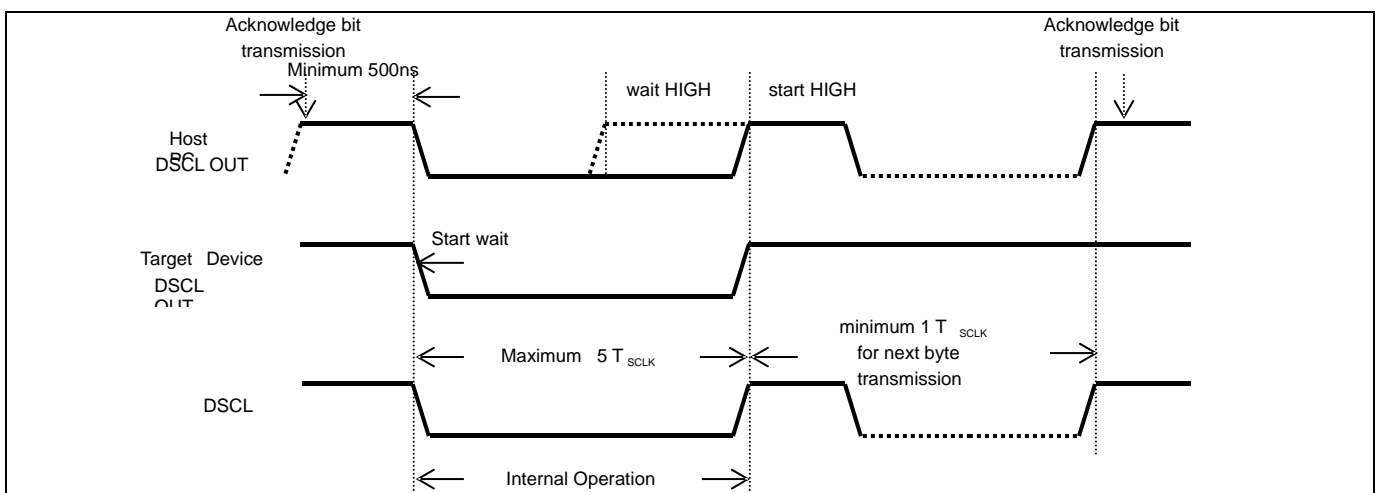 Acknowledge bit
transmission
Minimum 500ns
Acknowledge bit
transmission
wait HIGH
start HIGH
Host
DSCL OUT
Start wait
Target Device
DSCL
minimum 1 T SCLK
for next byte
transmission
Maximum 5 T SCLK
DSCL
Internal Operation